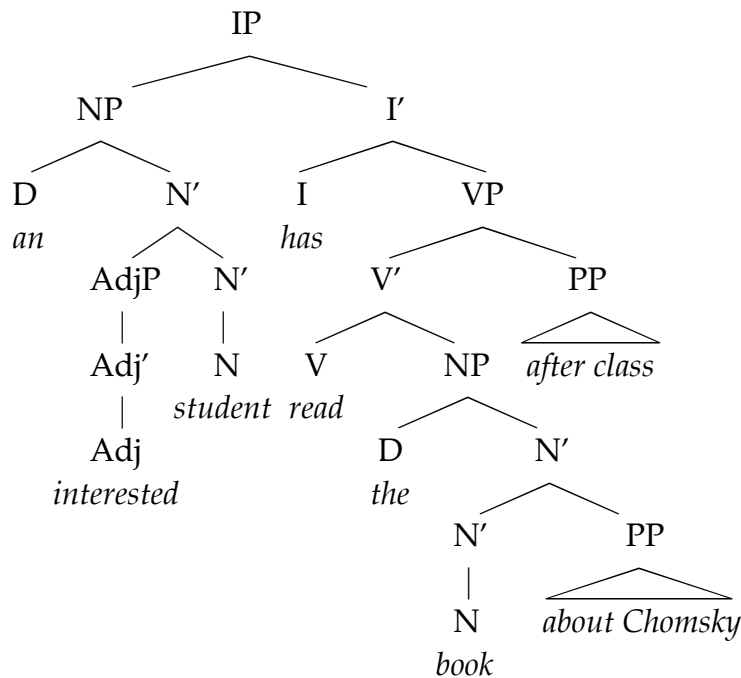 IP
NP I'
D N' I VP
an has
AdjP N' V' PP
Adj' N V NP after class
student read
Adj D N'
interested the
N' PP
N about Chomsky
book